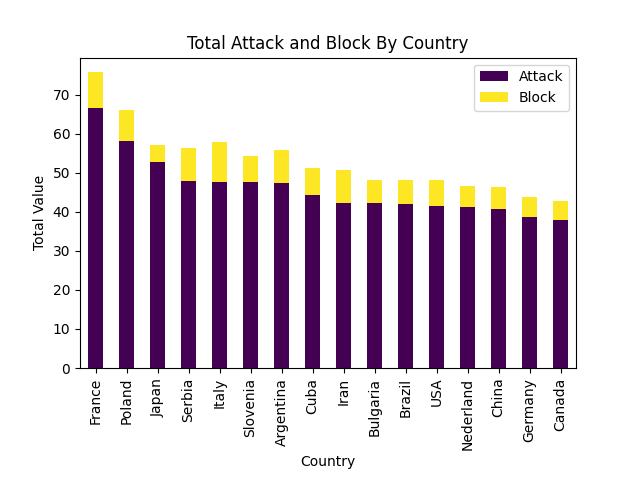 Total Attack and Block By Country
Attack
Block
Total Value
70
60
50
40
30
20
10
0
France
Poland
Japan
Serbia
Italy
Slovenia
Argentina
Cuba
Iran
Bulgaria
Brazil
USA
Nederland
China
Germany
Canada
Country